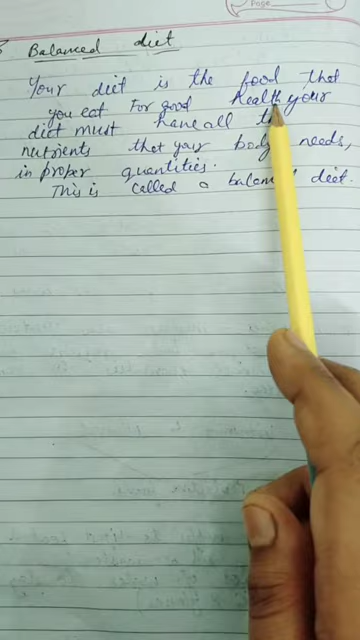 Page
Balanced diet
Your diet is the food that
you eat For good health your
diet must have all
nutrients that your body needs,
in proper quantities.
This is called a balanced diet.